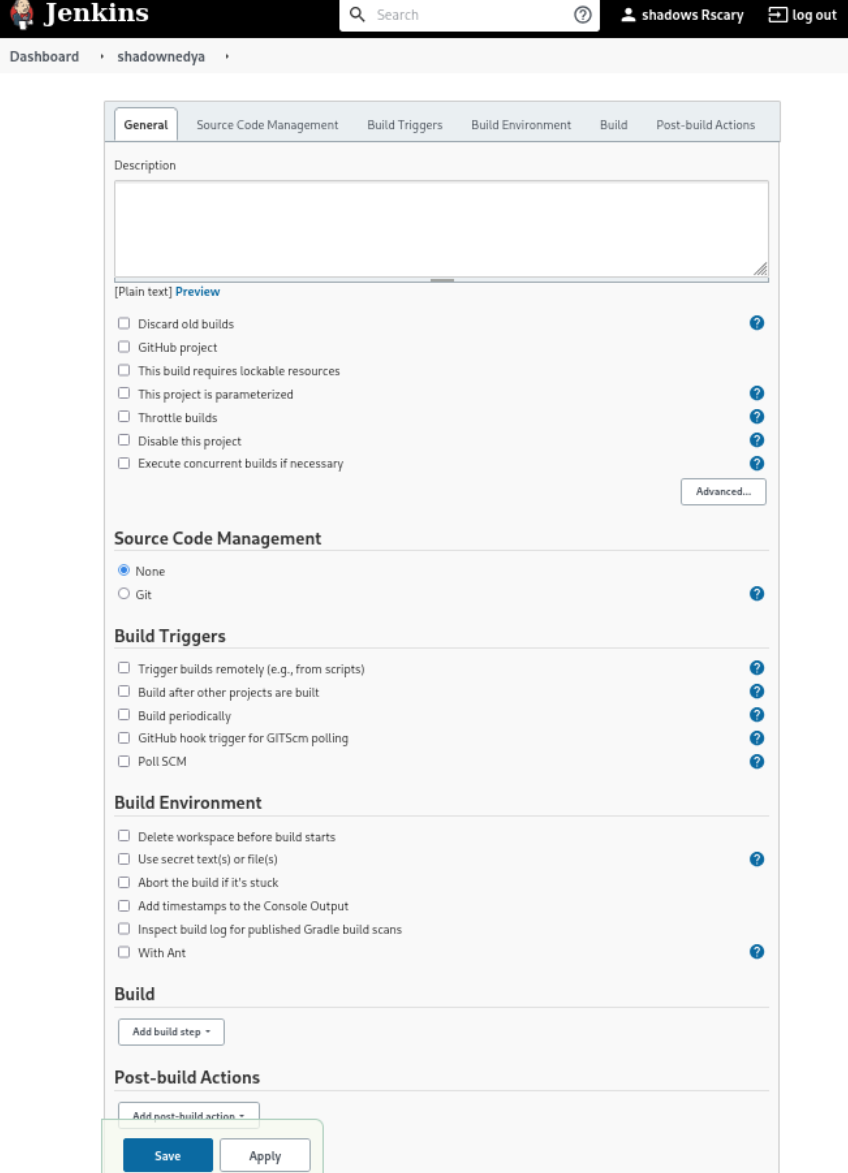 Jenkins
Search
shadows Rscary
log out
Dashboard
shadownedya
General Source Code Management Build Triggers Build Environment Build Post-build Actions
Description
[Plain text] Preview
Discard old builds
GitHub project
This build requires lockable resources
This project is parameterized
Throttle builds
Disable this project
Execute concurrent builds if necessary
Advanced...
Source Code Management
None
Git
Build Triggers
Trigger builds remotely (e.g., from scripts)
Build after other projects are built
Build periodically
GitHub hook trigger for GITScm polling
Poll SCM
Build Environment
Delete workspace before build starts
Use secret text(s) or file(s)
Abort the build if it's stuck
Add timestamps to the Console Output
Inspect build log for published Gradle build scans
With Ant
Build
Add build step
Post-build Actions
Add post-build action
Save Apply